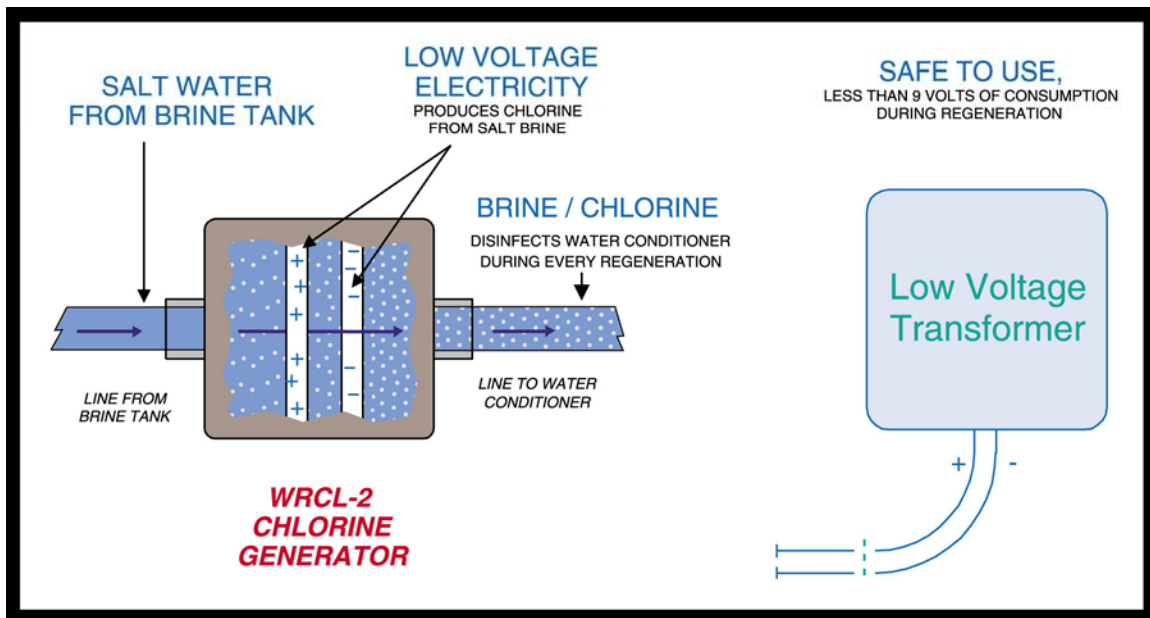 SALT WATER
FROM BRINE TANK
LOW VOLTAGE
ELECTRICITY
PRODUCES CHLORINE
FROM SALT BRINE
SAFE TO USE,
LESS THAN 9 VOLTS OF CONSUMPTION
DURING REGENERATION
BRINE / CHLORINE
DISINFECTS WATER CONDITIONER
DURING EVERY REGENERATION
LINE FROM
BRINE TANK
LINE TO WATER
CONDITIONER
WRCL-2
CHLORINE
GENERATOR
Low Voltage
Transformer
+ -